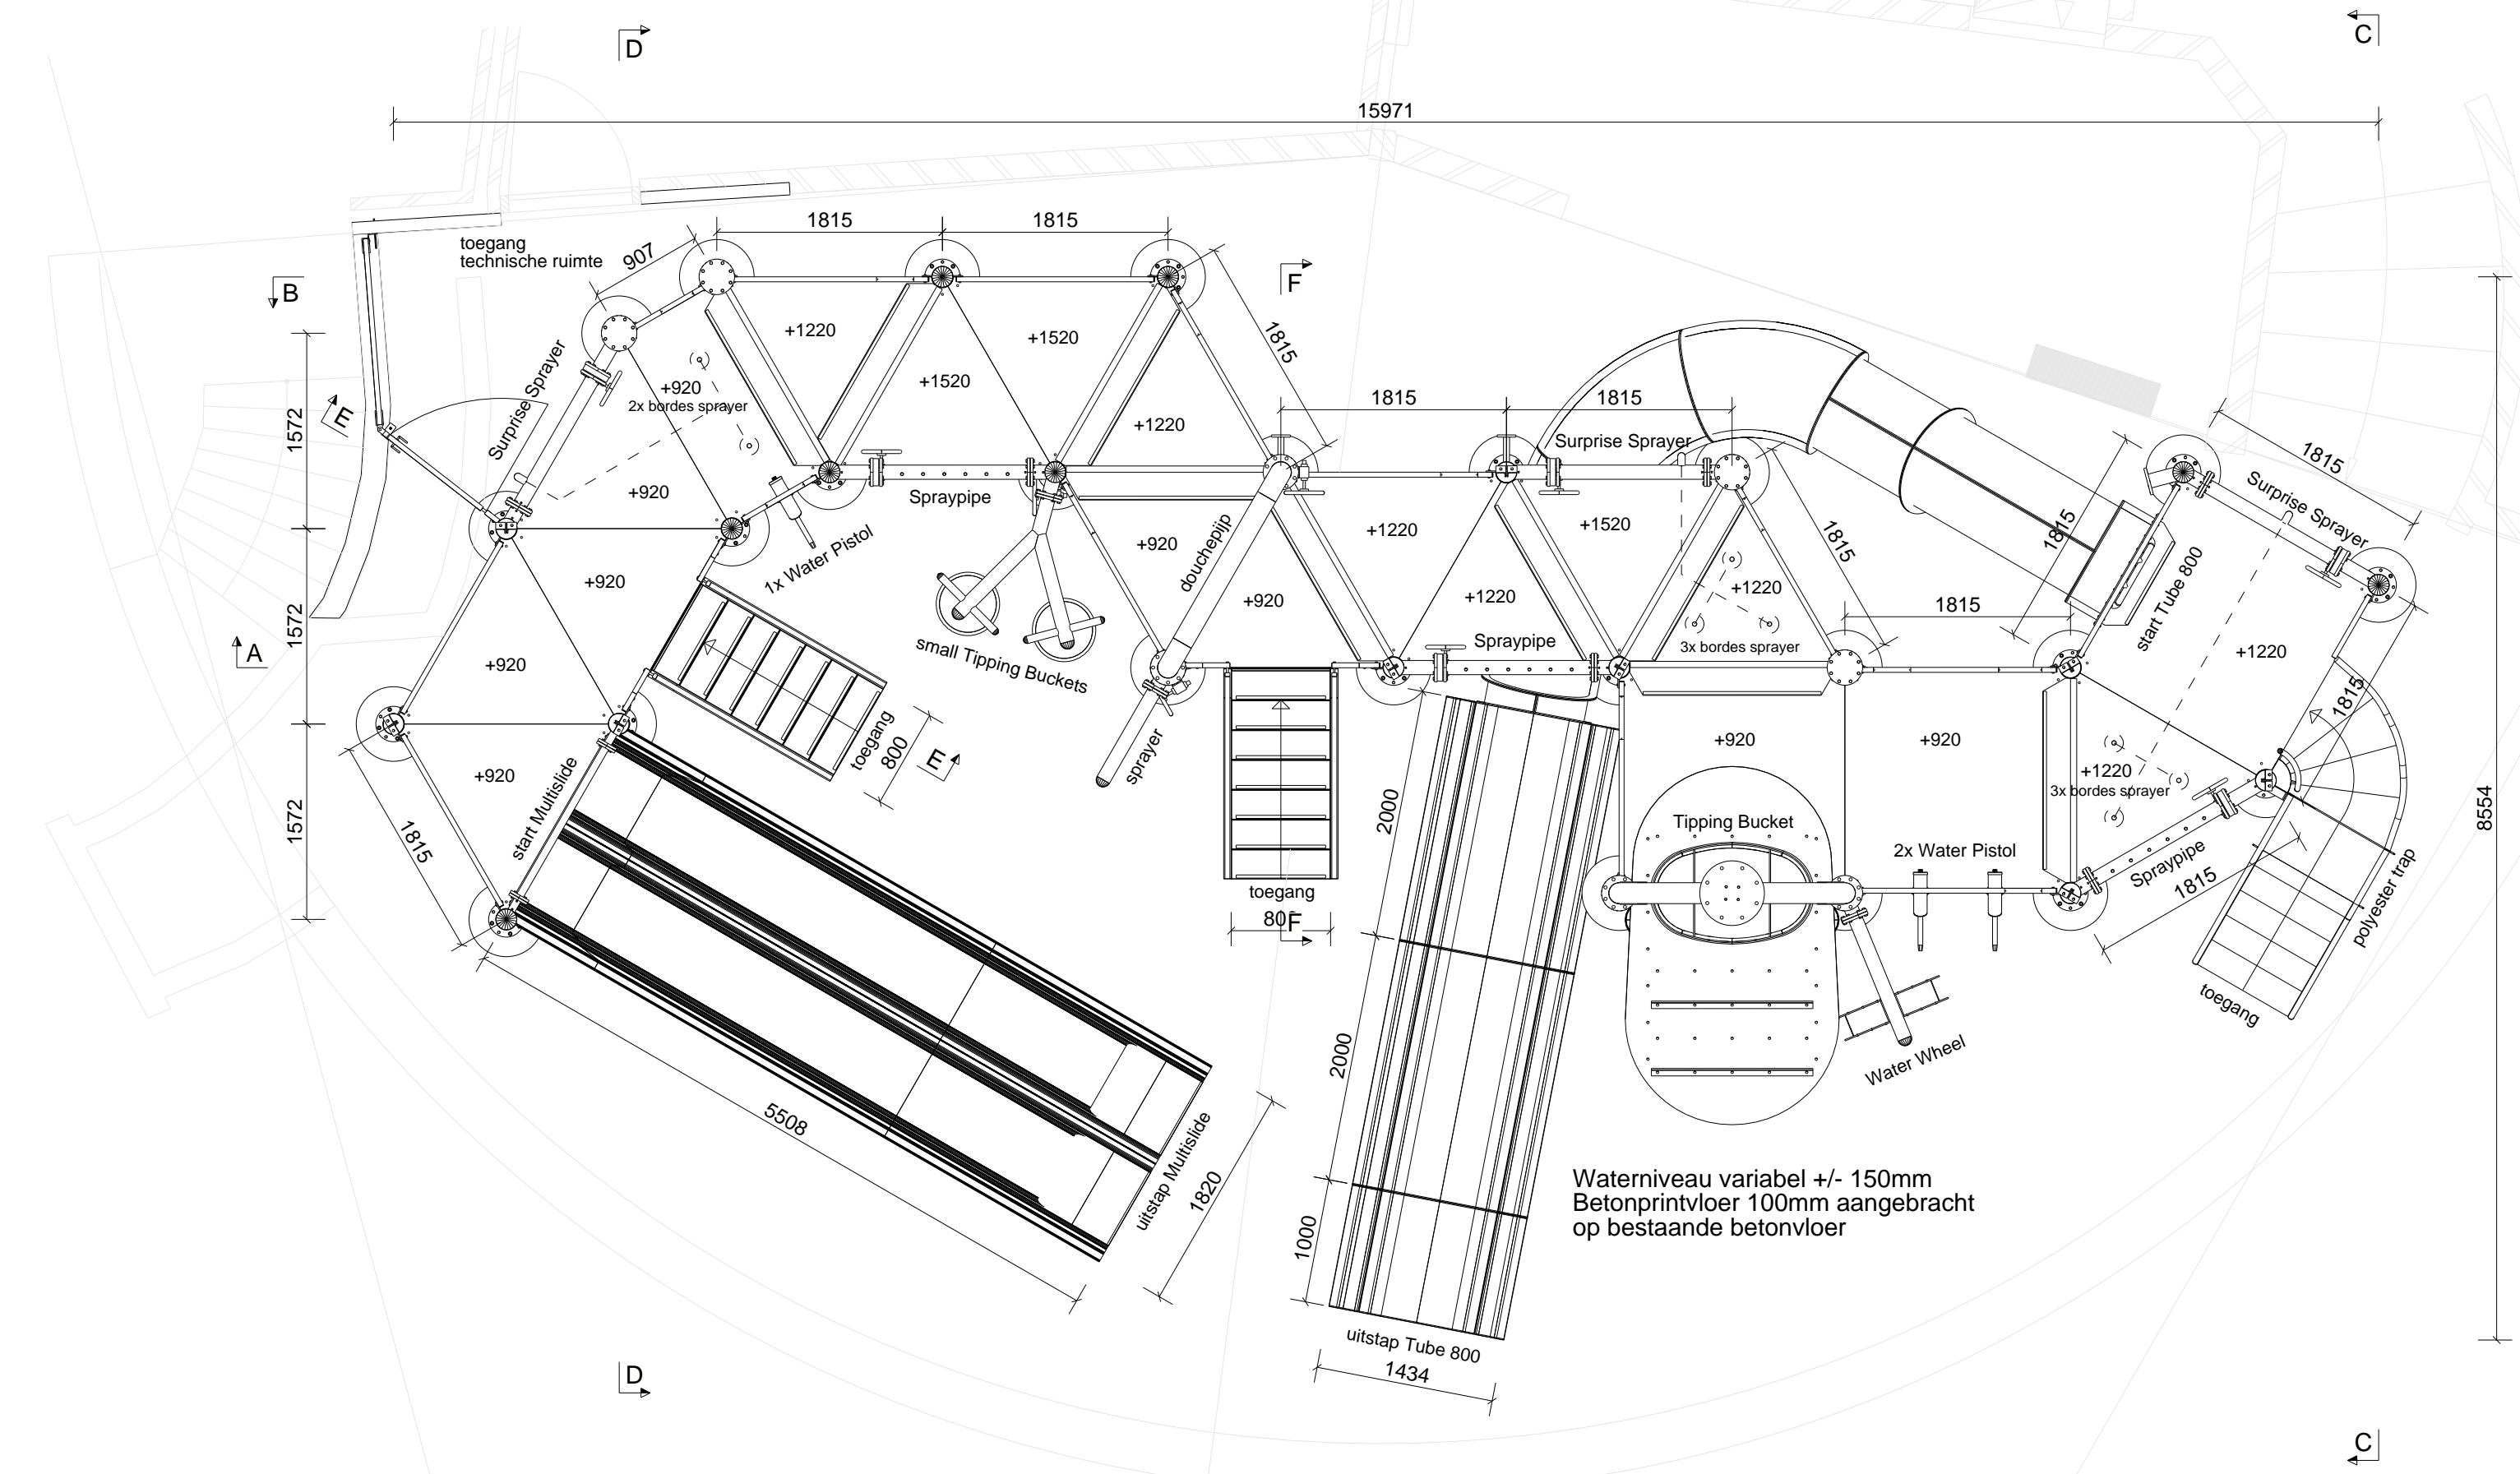 D
C
15971
1815
1815
toegang
technische ruimte
907
B
F
+1220
+1520
1815
Surprise Sprayer
+920
2x bordes sprayer
+1520
E
1572
+1220
1815
1815
Surprise Sprayer
1815
1815
Surprise Sprayer
+920
Spraypipe
+1220
+1520
1815
1815
1x Water Pistol
+920
douchepijp
+920
start Tube 800
+920
+1220
+1220
1815
1572
A
+920
small Tipping Buckets
Spraypipe
3x bordes sprayer
+1220
1815
toegang
800
E
sprayer
+920
+920
+1220
3x bordes sprayer
+920
start Multislide
1572
1815
2000
Tipping Bucket
2x Water Pistol
Spraypipe
1815
8554
polyester trap
toegang
800
F
toegang
2000
Water Wheel
5508
uitstap Multislide
1820
1000
Waterniveau variabel +/- 150mm
Betonprintvloer 100mm aangebracht
op bestaande betonvloer
uitstap Tube 800
1434
D
C